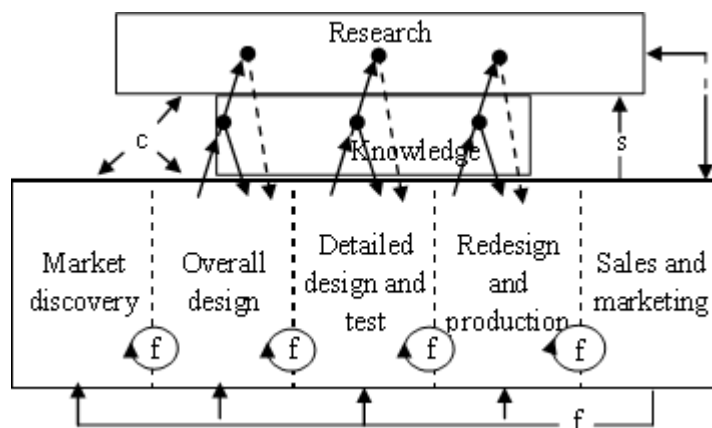 Research
c
Knowledge
s
Market
discovery
Overall
design
Detailed
design and
test
Redesign
and
production
Sales and
marketing
f
f
f
f
f